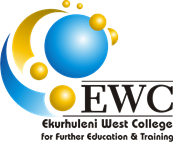 EWC
Ekurhuleni West College
for Further Education & Training